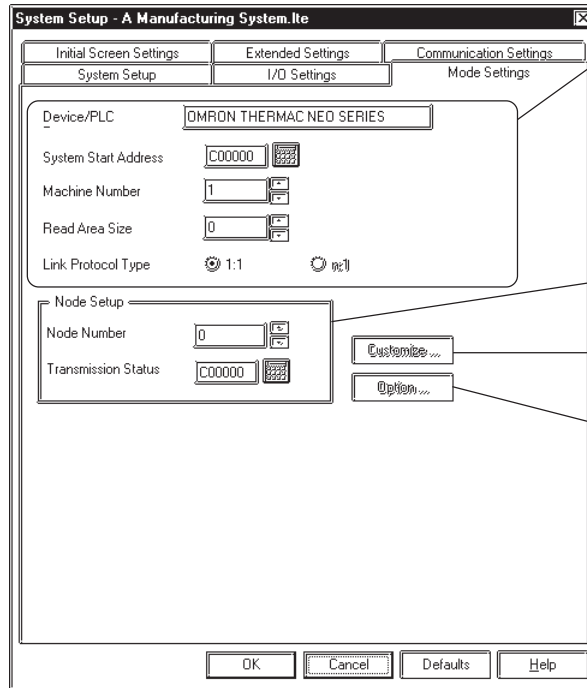 System Setup - A Manufacturing System.lte
Initial Screen Settings
Extended Settings
Communication Settings
System Setup
I/O Settings
Mode Settings
Device/PLC
OMRON THERMAC NEO SERIES
System Start Address
C00000
Machine Number
1
Read Area Size
0
Link Protocol Type
1:1
n:1
Node Setup
Node Number
0
Transmission Status
C00000
Customize ...
Option ...
OK
Cancel
Defaults
Help